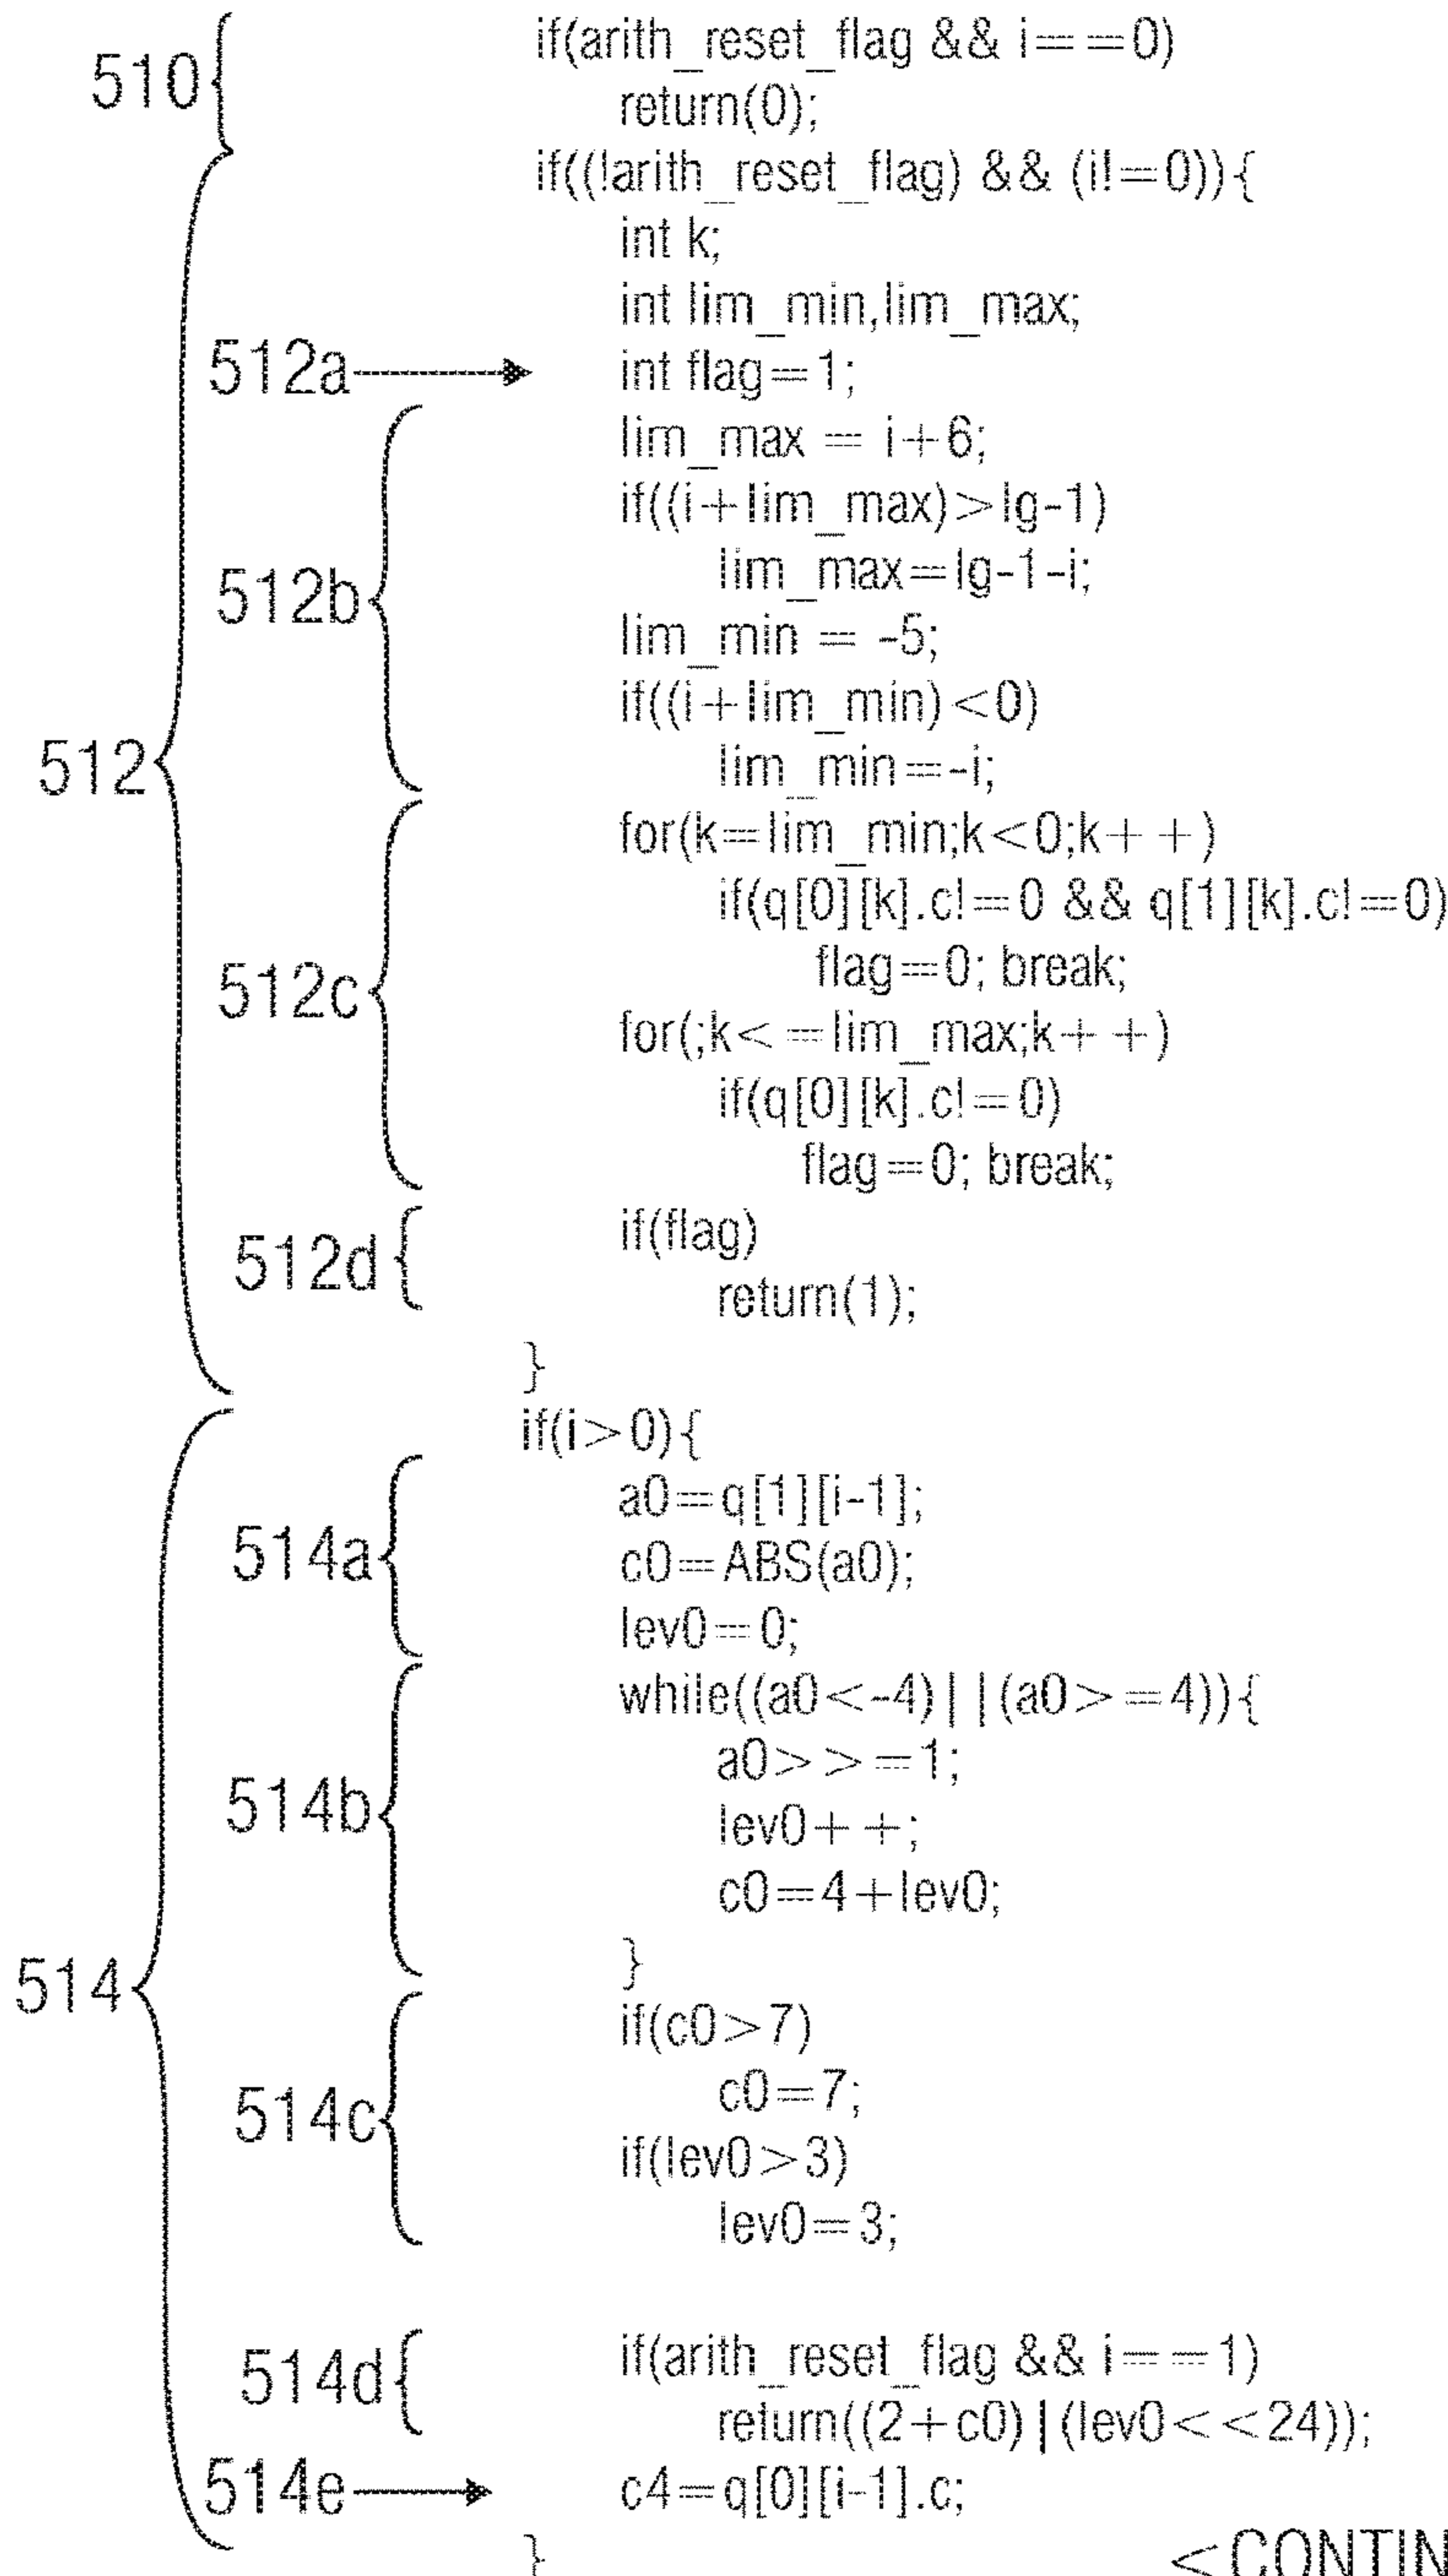 510
if(arith_reset_flag && i==0)
return(0);
if((!arith_reset_flag) && (i!=0)){
int k;
int lim_min,lim_max;
512a
int flag=1;
lim_max = i+6;
if((i+lim_max)>lg-1)
lim_max=lg-1-i;
512b
lim_min = -5;
if((i+lim_min)<0)
512
lim_min=-i;
for(k=lim_min;k<0;k++)
if(q[0][k].c!=0 && q[1][k].c!=0)
flag=0; break;
512c
for(;k<=lim_max;k++)
if(q[0][k].c!=0)
flag=0; break;
512d
if(flag)
return(1);
}
if(i>0){
a0=q[1][i-1];
514a
c0=ABS(a0);
lev0=0;
while((a0<-4)||(a0>=4)){
a0>>=1;
514b
lev0++;
c0=4+lev0;
}
514
if(c0>7)
c0=7;
514c
if(lev0>3)
lev0=3;
514d
if(arith_reset_flag && i==1)
return((2+c0)|(lev0<<24));
514e
c4=q[0][i-1].c;
}
<CONTIN